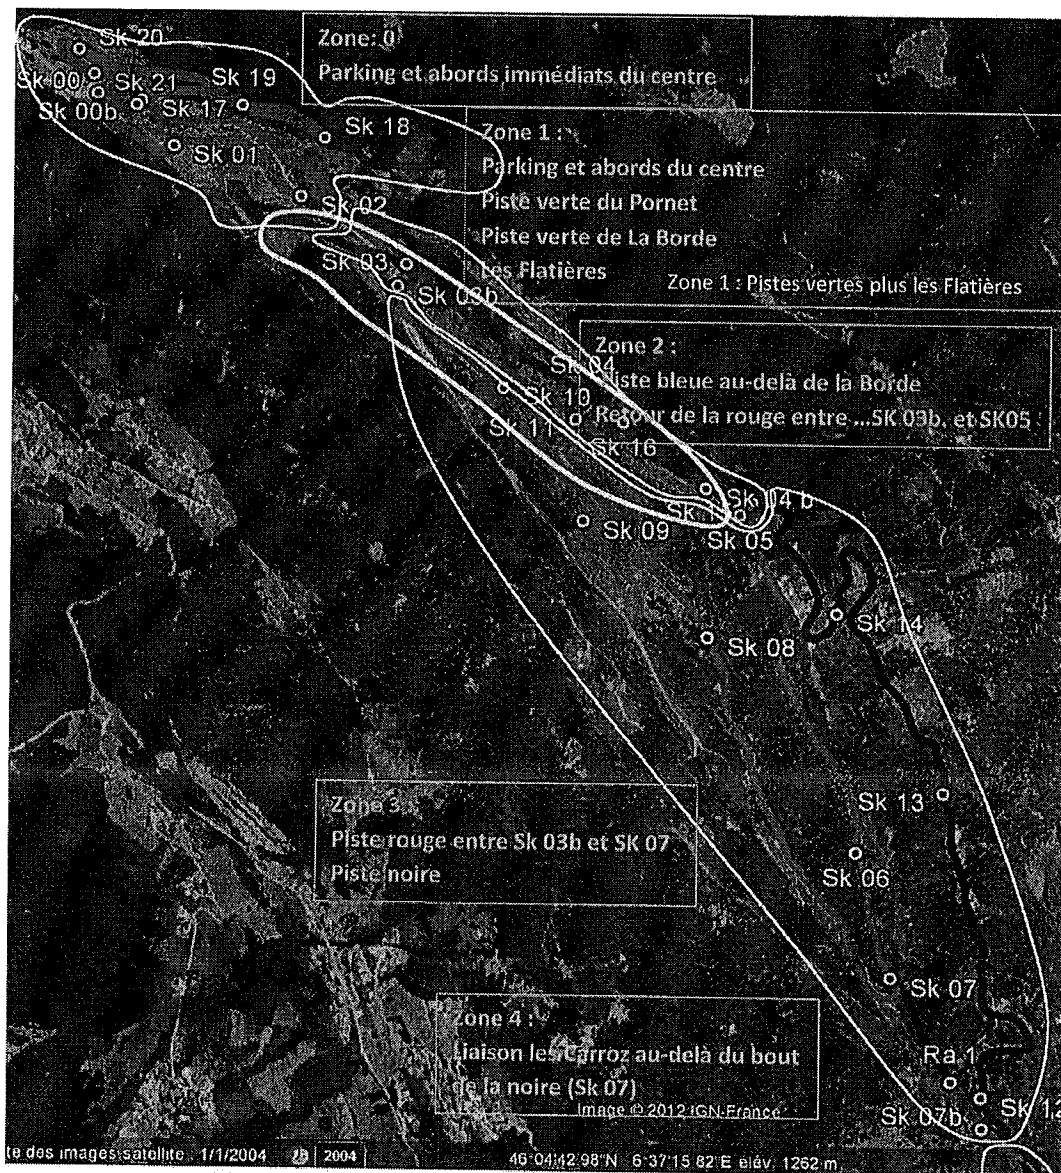 Zone: 0
Parking et abords immédiats du centre
Sk 20
Sk 00
Sk 21
Sk 19
Sk 00b
Sk 17
Sk 18
Sk 01
Sk 02
Zone 1 :
Parking et abords du centre
Piste verte du Pornet
Piste verte de La Borde
Les Flatières
Zone 1 : Pistes vertes plus les Flatières
Sk 03
Sk 03b
Zone 2 :
Piste bleue au-delà de la Borde
Retour de la rouge entre ...SK 03b. et SK05
Sk 04
Sk 10
Sk 11
Sk 16
Sk 04 b
Sk 05
Sk 09
Sk 14
Sk 08
Zone 3
Piste rouge entre Sk 03b et SK 07
Piste noire
Sk 13
Sk 06
Sk 07
Zone 4 :
Liaison les Carroz au-delà du bout
de la noire (Sk 07)
Ra 1
Sk 12
Sk 07b
Image © 2012 IGN-France
te des images satellite : 1/1/2004
2004
46°04'42.98"N 6°37'15.82"E élév. 1262 m